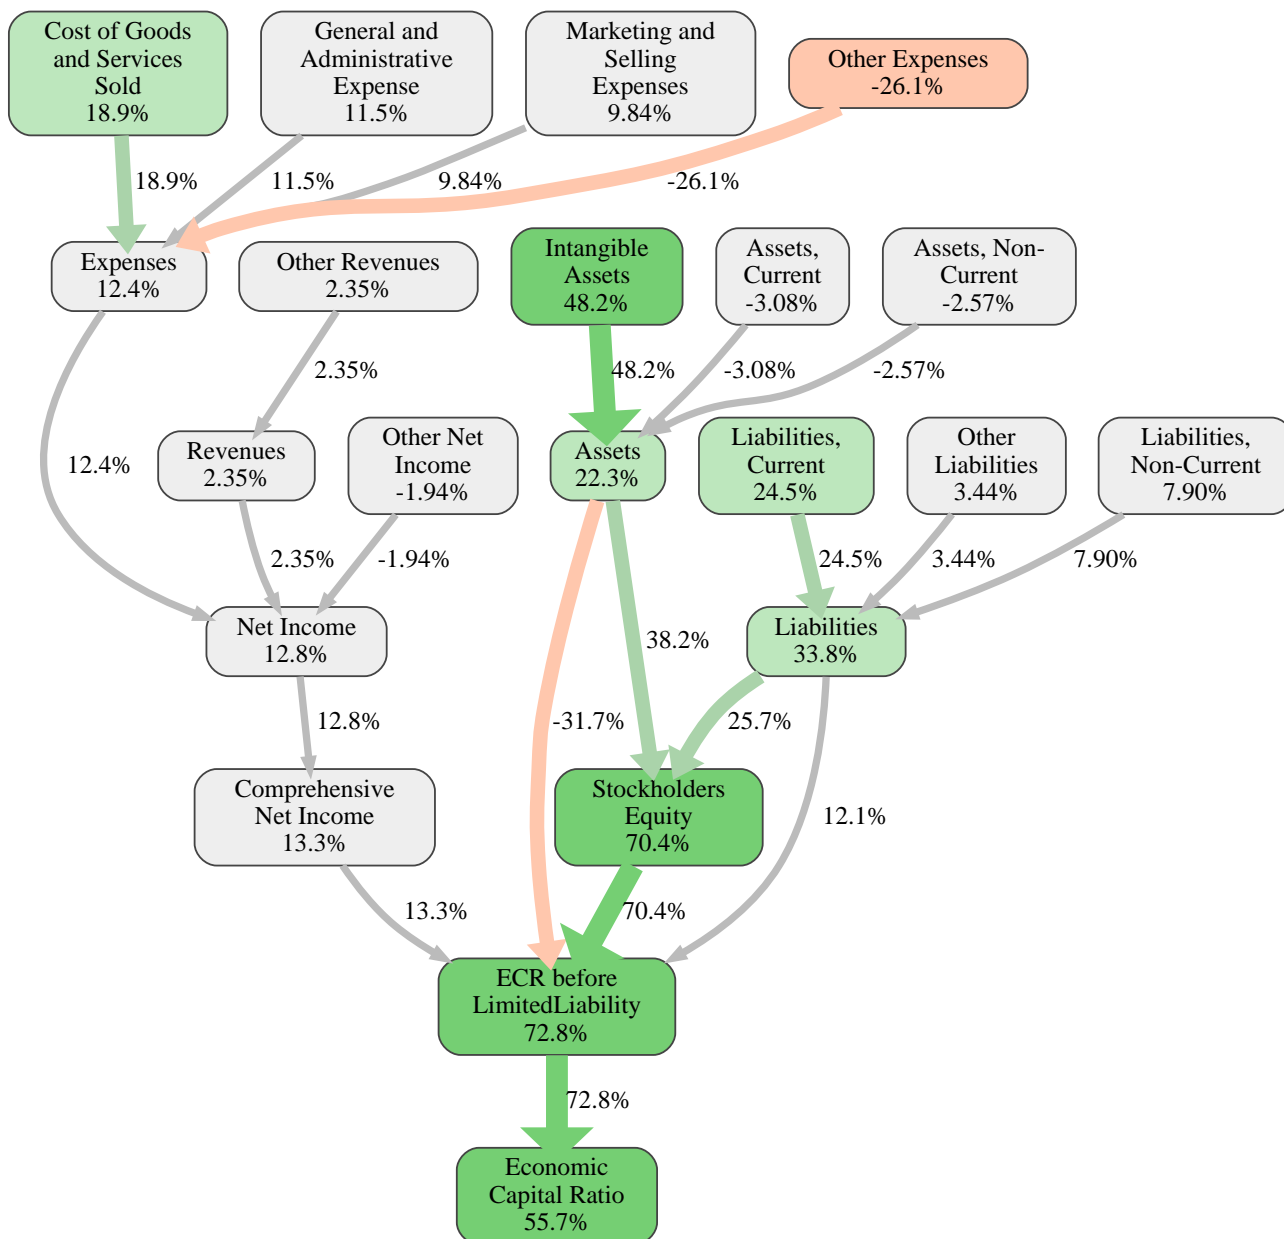 Cost of Goods
and Services
Sold
18.9%
General and
Administrative
Expense
11.5%
Marketing and
Selling
Expenses
9.84%
Other Expenses
-26.1%
18.9%
11.5%
9.84%
-26.1%
Expenses
12.4%
Other Revenues
2.35%
Intangible
Assets
48.2%
Assets,
Current
-3.08%
Assets, Non-
Current
-2.57%
2.35%
48.2%
-3.08%
-2.57%
12.4%
Revenues
2.35%
Other Net
Income
-1.94%
Assets
22.3%
Liabilities,
Current
24.5%
Other
Liabilities
3.44%
Liabilities,
Non-Current
7.90%
2.35%
-1.94%
24.5%
3.44%
7.90%
Net Income
12.8%
38.2%
Liabilities
33.8%
12.8%
-31.7%
25.7%
Comprehensive
Net Income
13.3%
Stockholders
Equity
70.4%
12.1%
13.3%
70.4%
ECR before
LimitedLiability
72.8%
72.8%
Economic
Capital Ratio
55.7%